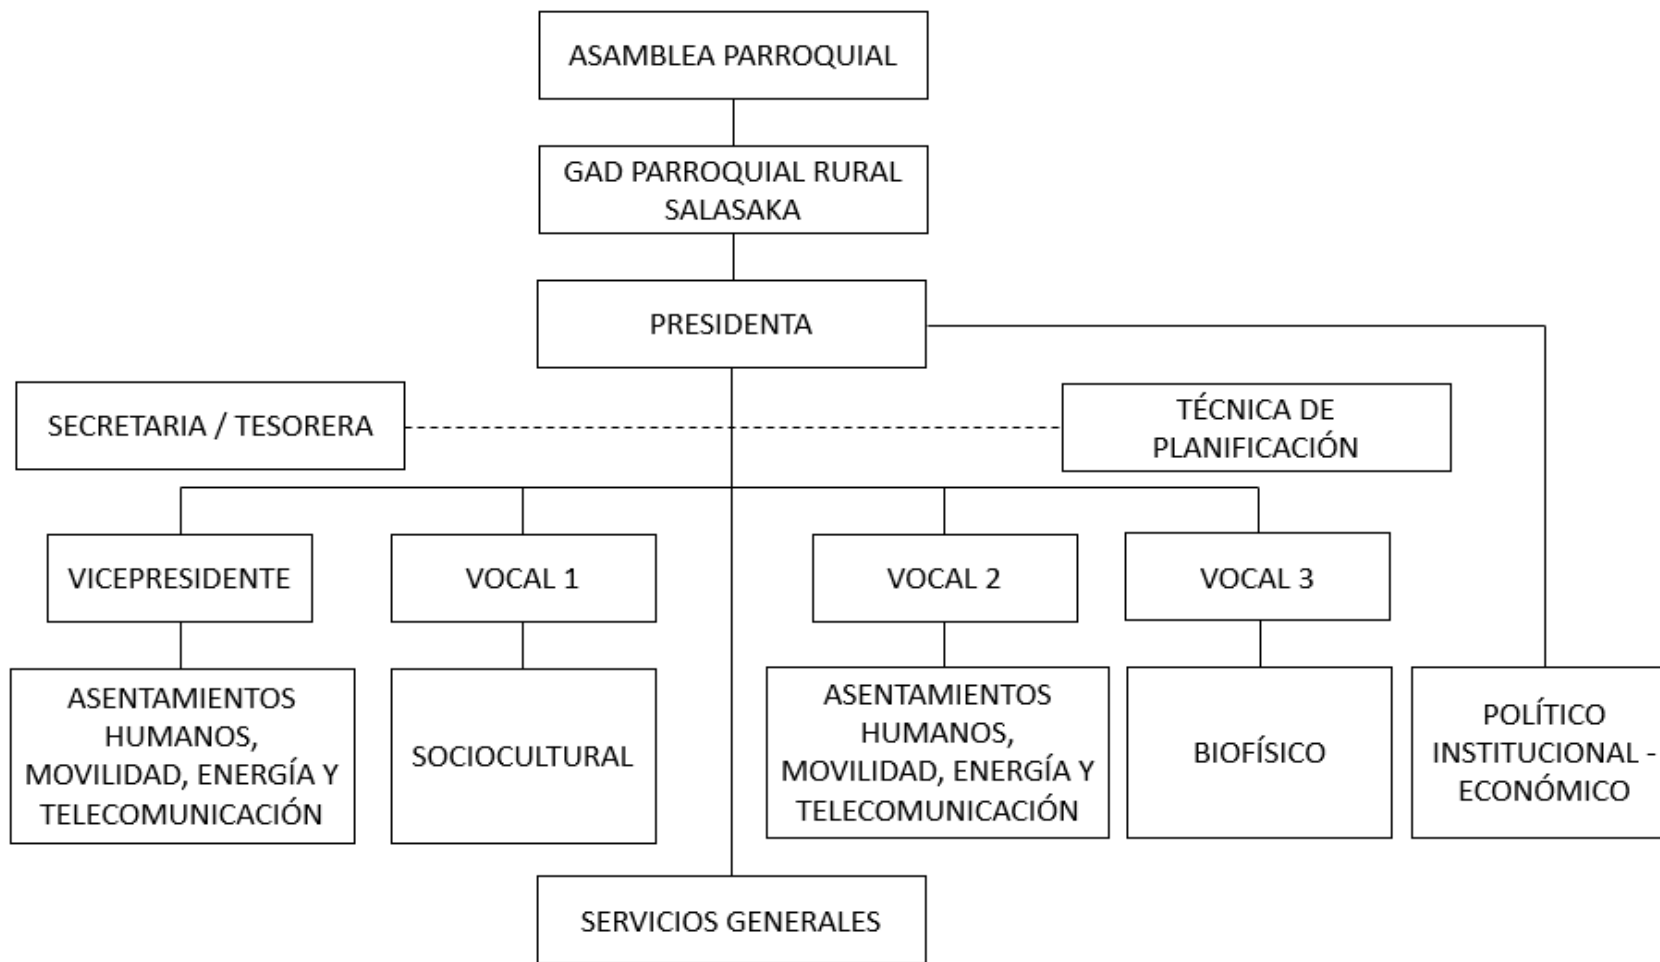 ASAMBLEA PARROQUIAL
GAD PARROQUIAL RURAL
SALASAKA
PRESIDENTA
SECRETARIA / TESORERA
TÉCNICA DE
PLANIFICACIÓN
VICEPRESIDENTE
VOCAL 1
VOCAL 2
VOCAL 3
ASENTAMIENTOS
HUMANOS,
MOVILIDAD, ENERGÍA Y
TELECOMUNICACIÓN
SOCIOCULTURAL
ASENTAMIENTOS
HUMANOS,
MOVILIDAD, ENERGÍA Y
TELECOMUNICACIÓN
BIOFÍSICO
POLÍTICO
INSTITUCIONAL -
ECONÓMICO
SERVICIOS GENERALES